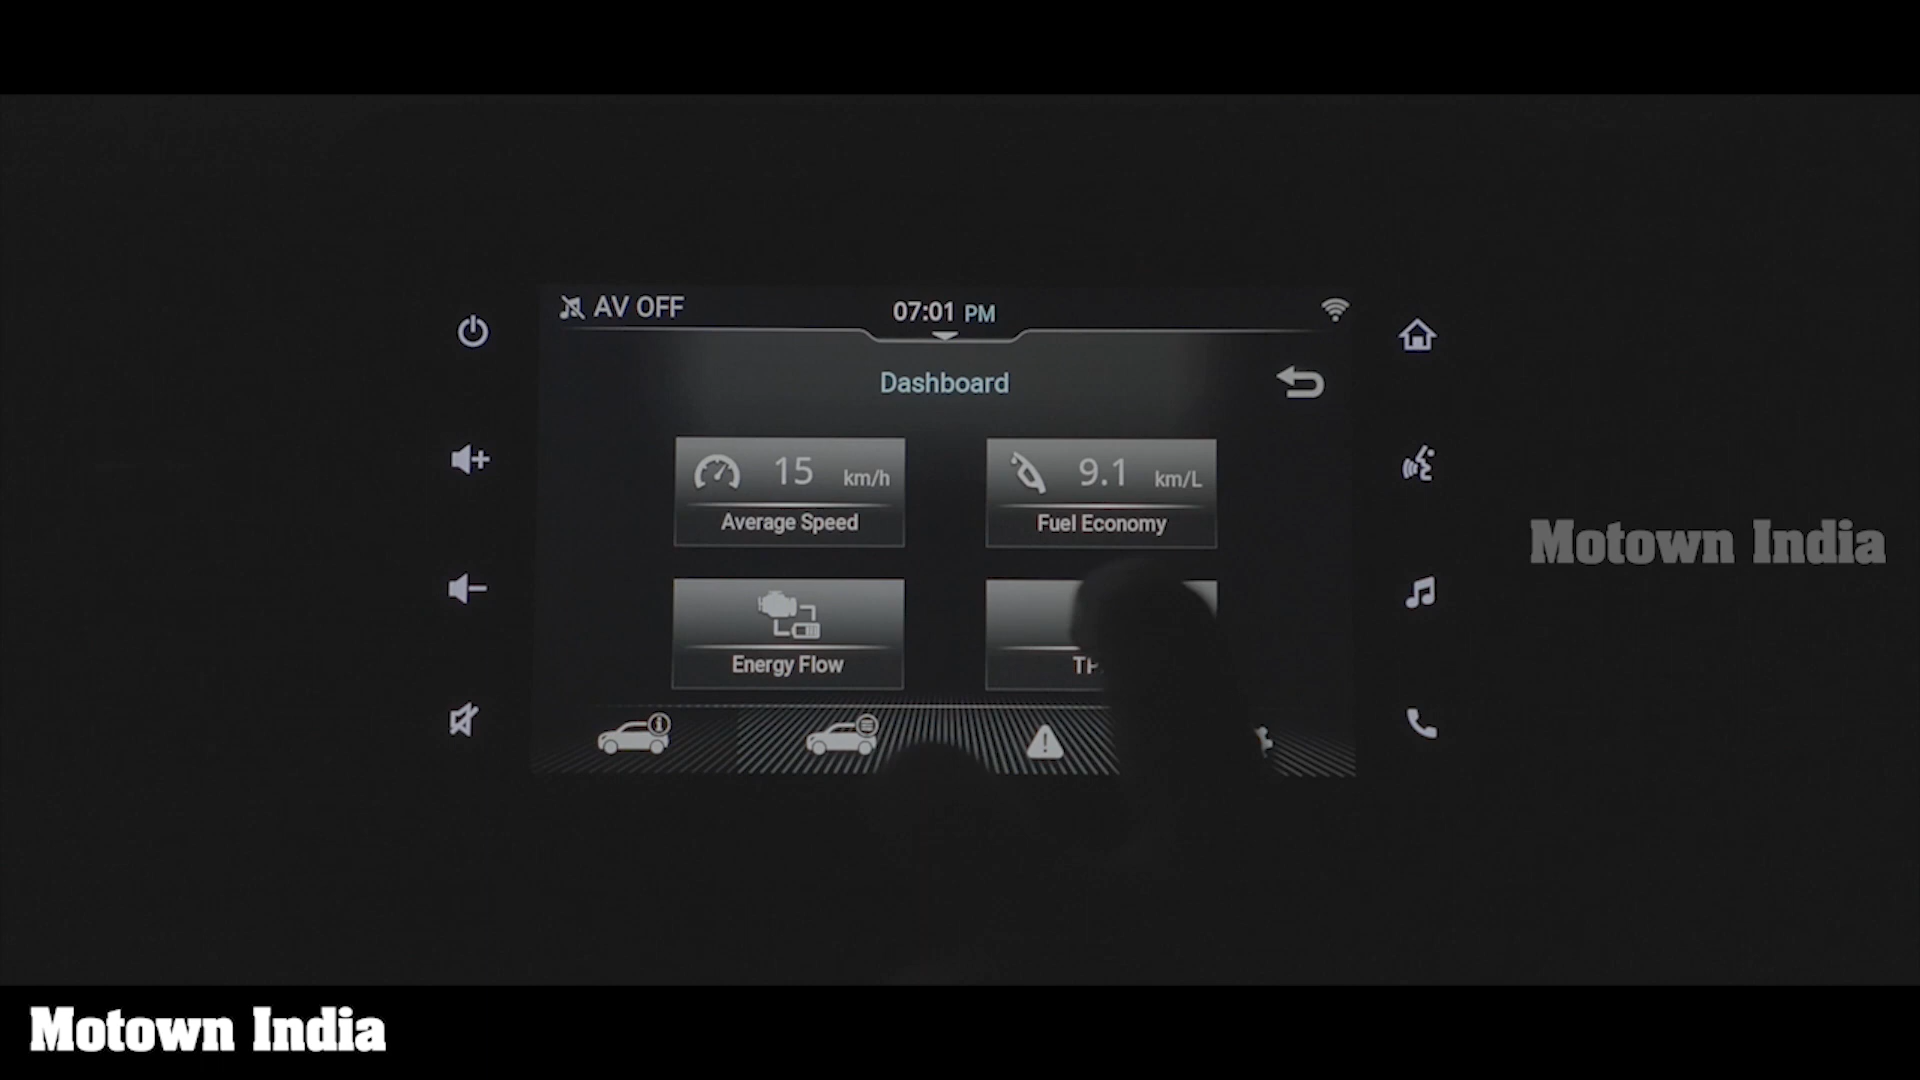 AV OFF
07:01 PM
Dashboard
15 km/h
Average Speed
9.1 km/L
Fuel Economy
Energy Flow
Motown India
Motown India